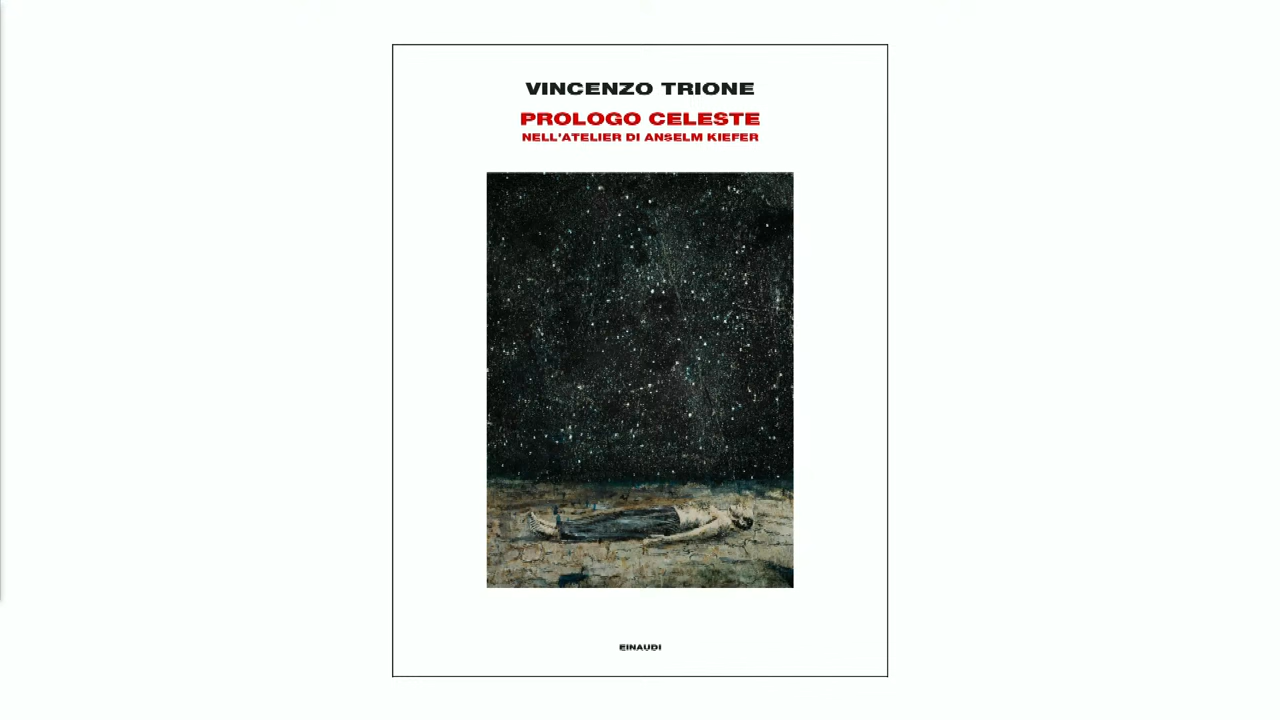 VINCENZO TRIONE
PROLOGO CELESTE
NELL'ATELIER DI ANSELM KIEFER
EINAUDI